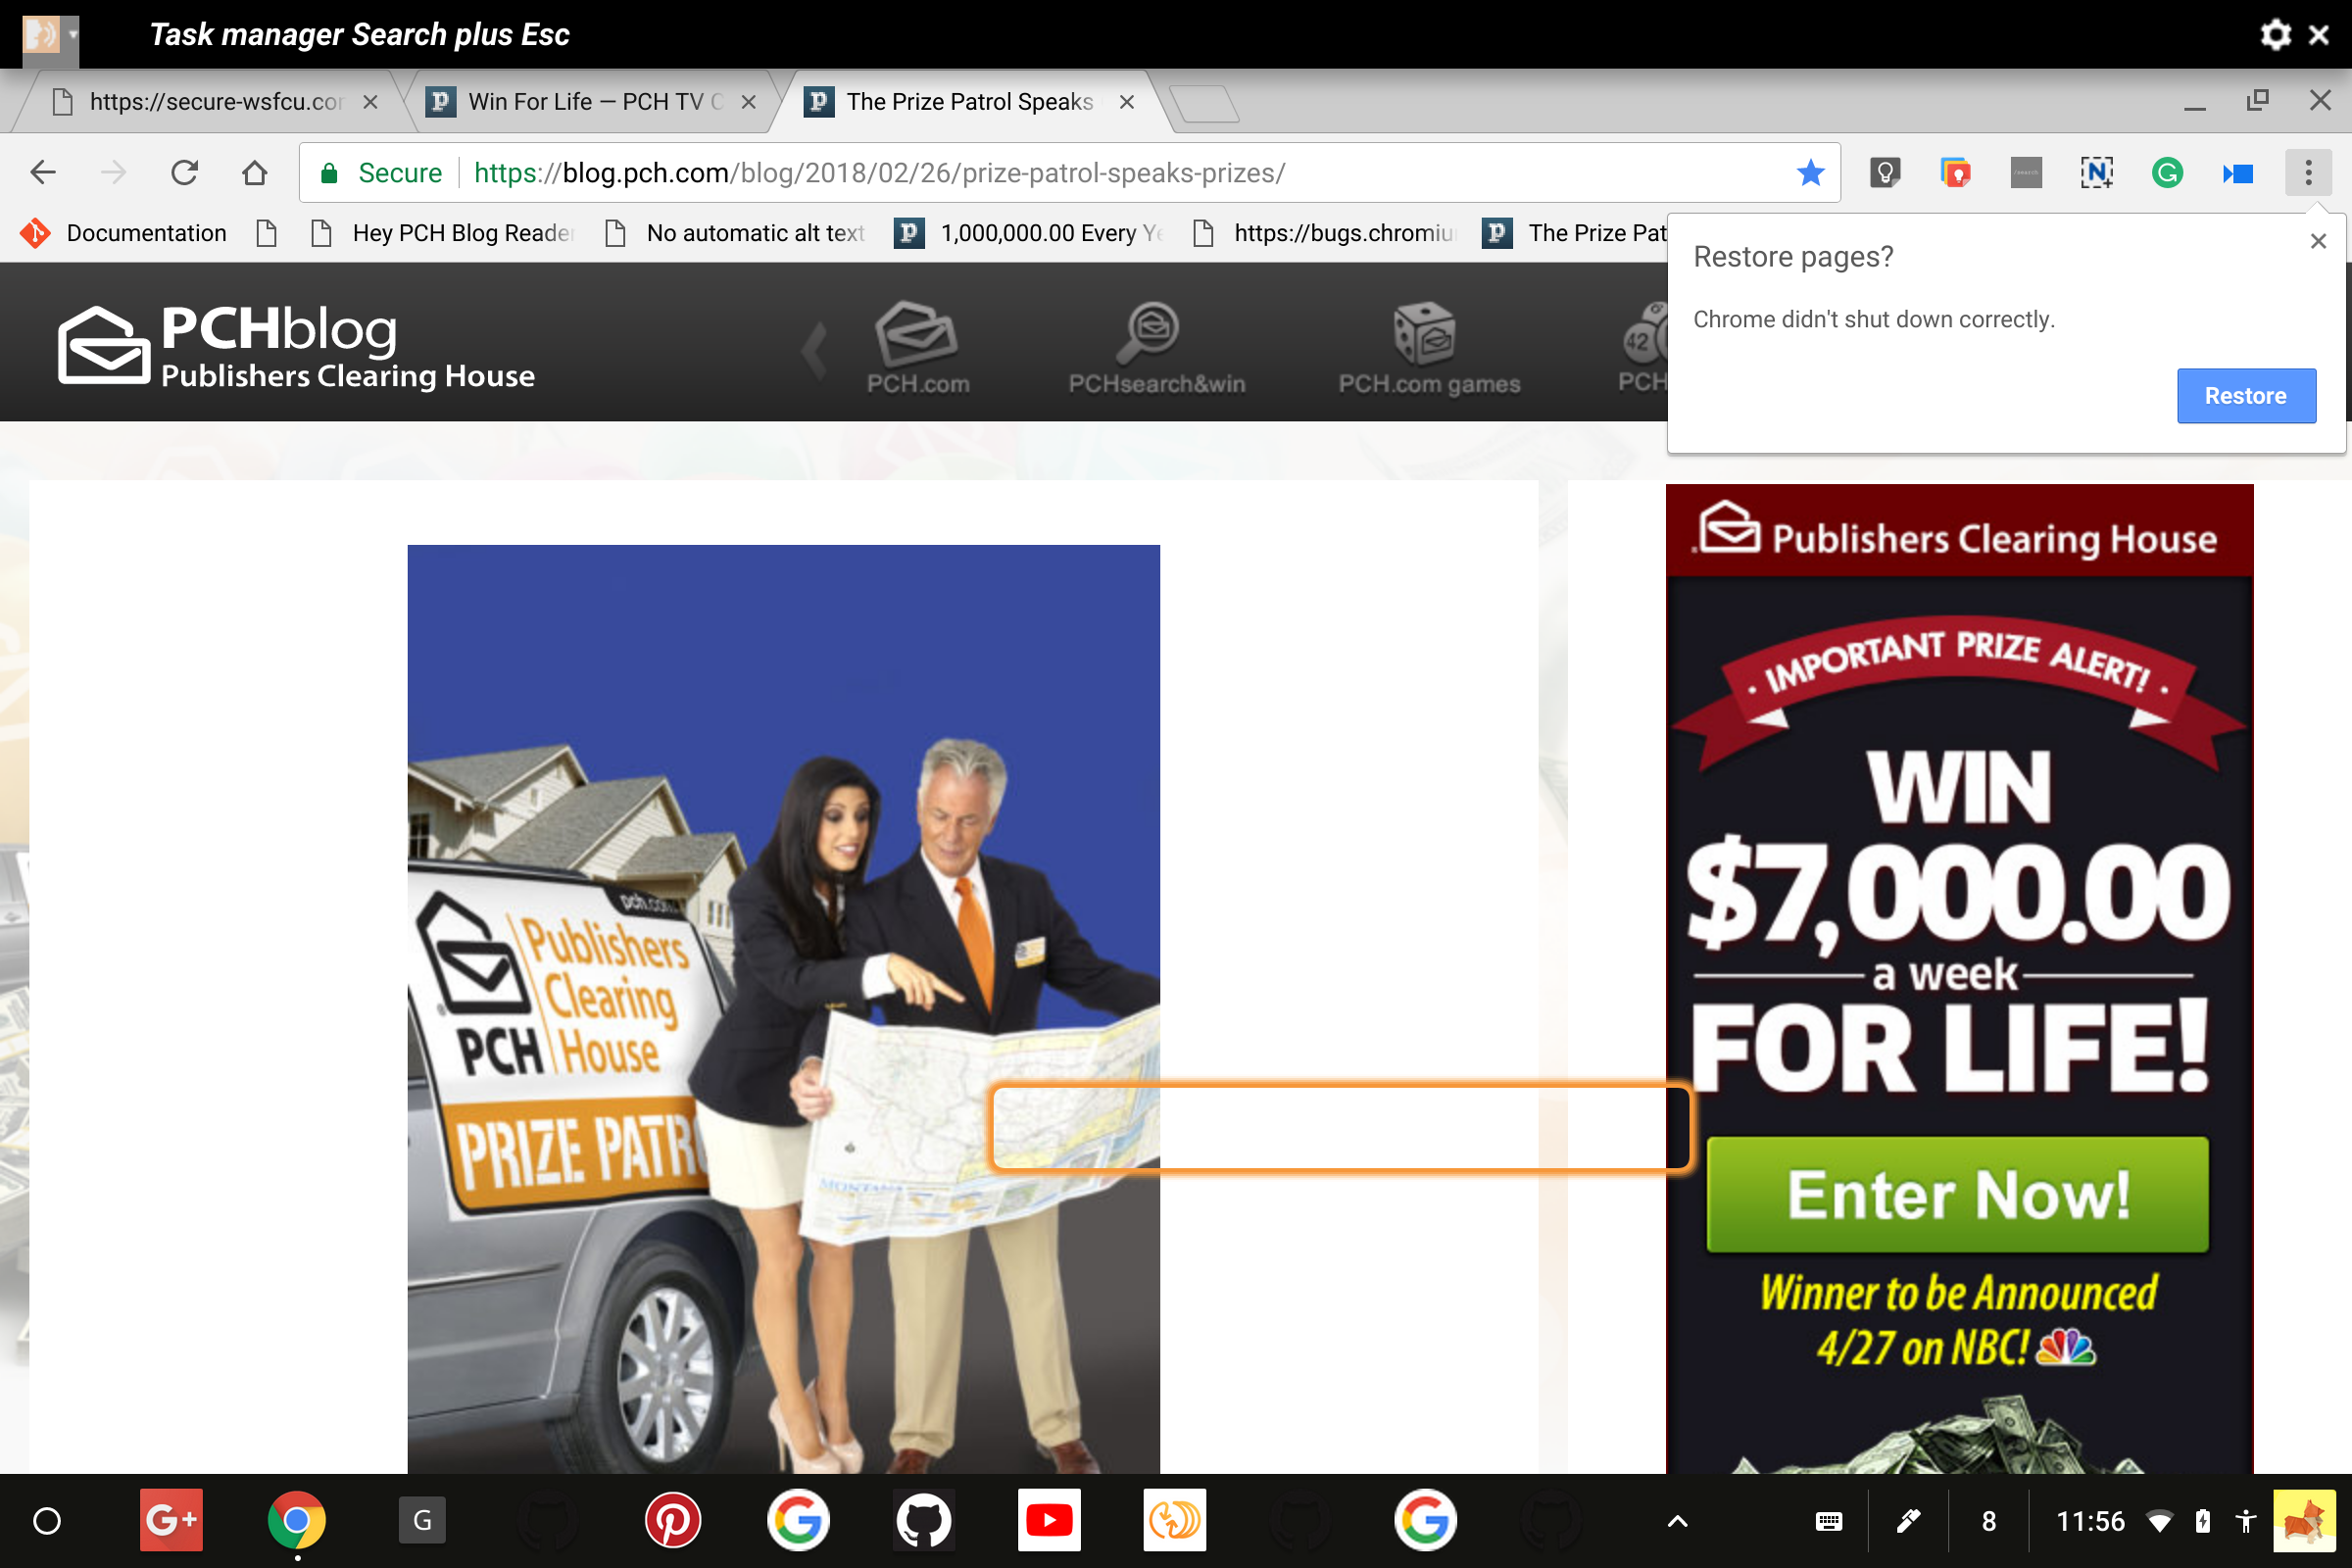 Task manager Search plus Esc
https://secure-wsfcu.cor
Win For Life — PCH TV C
The Prize Patrol Speaks
Secure
https://blog.pch.com/blog/2018/02/26/prize-patrol-speaks-prizes/
Documentation
Hey PCH Blog Reade
No automatic alt text
1,000,000.00 Every Ye
https://bugs.chromiu
The Prize Pat
Restore pages?
Chrome didn't shut down correctly.
Restore
PCHblog
Publishers Clearing House
PCH.com
PCHsearch&win
PCH.com games
42
PCH
Publishers Clearing House
· IMPORTANT PRIZE ALERT! ·
WIN
$7,000.00
a week
FOR LIFE!
Enter Now!
Winner to be Announced
4/27 on NBC!
pch.com
Publishers
Clearing
House
PCH
PRIZE PATR
MONTANA
G+
G
8
11:56